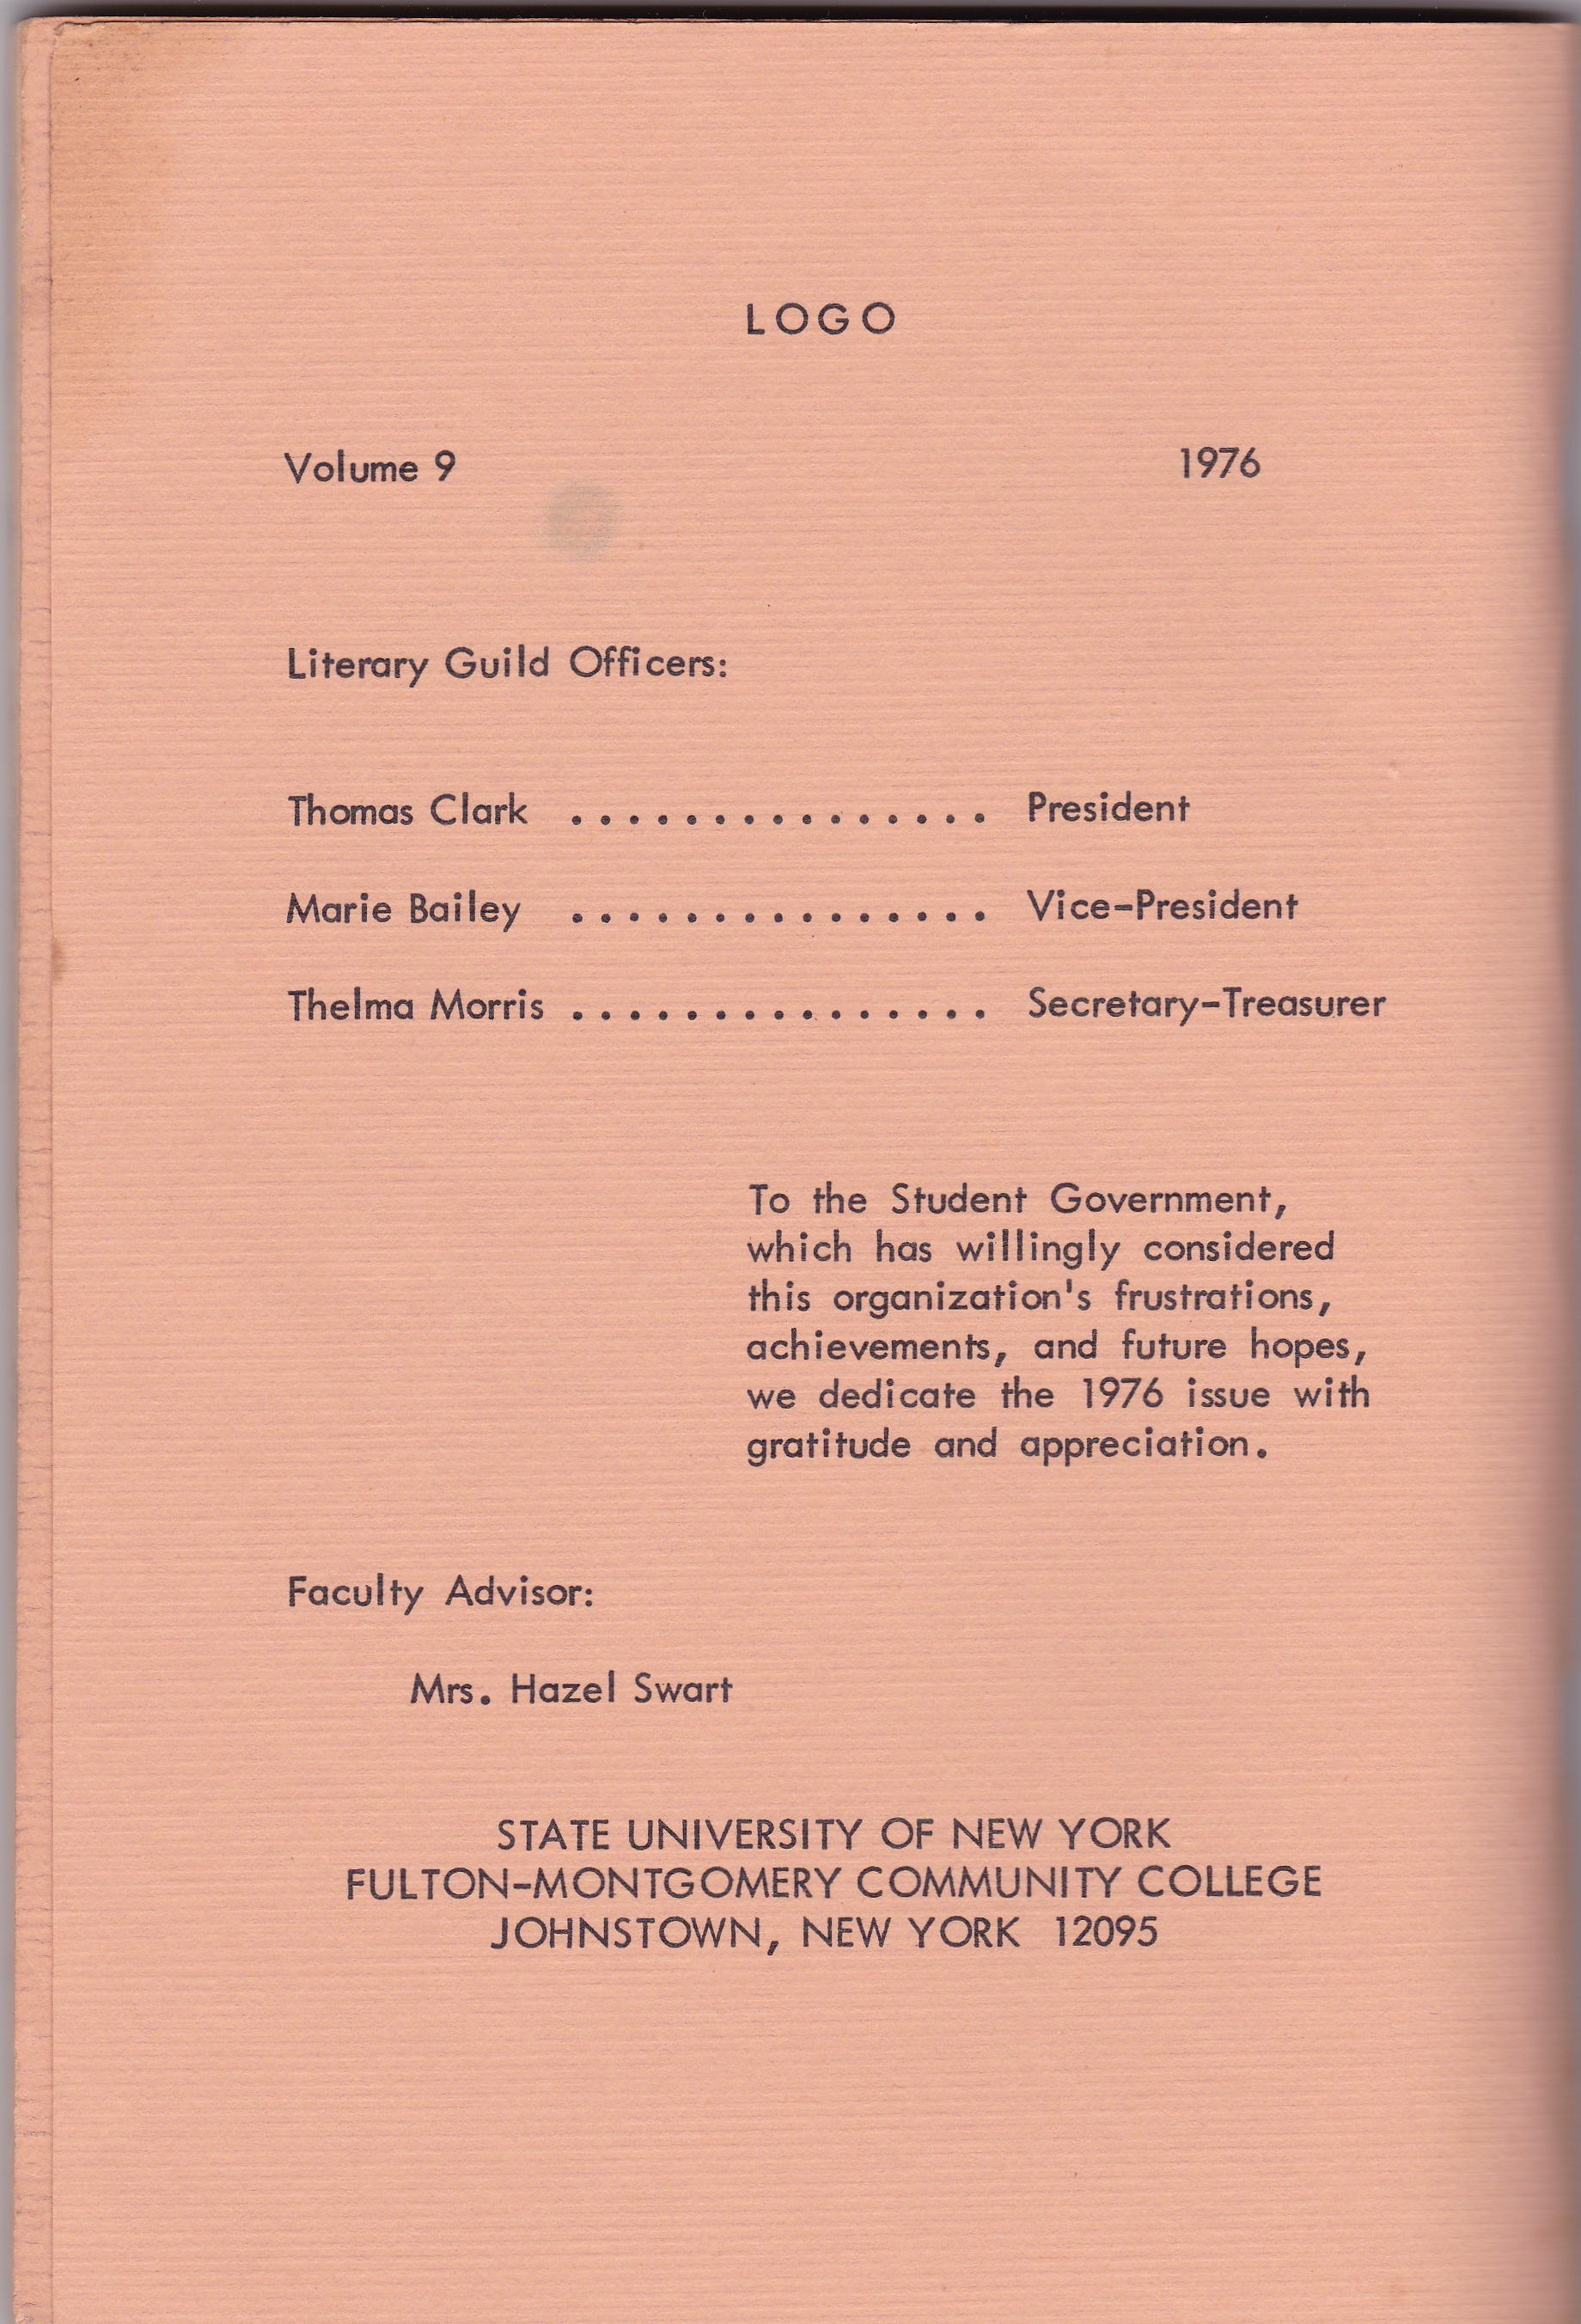 LOGO
Volume 9 1976
Literary Guild Officers:
Thomas Clark ............... President
Marie Bailey ............... Vice-President
Thelma Morris ............... Secretary-Treasurer
To the Student Government,
which has willingly considered
this organization's frustrations,
achievements, and future hopes,
we dedicate the 1976 issue with
gratitude and appreciation.
Faculty Advisor:
Mrs. Hazel Swart
STATE UNIVERSITY OF NEW YORK
FULTON-MONTGOMERY COMMUNITY COLLEGE
JOHNSTOWN, NEW YORK 12095